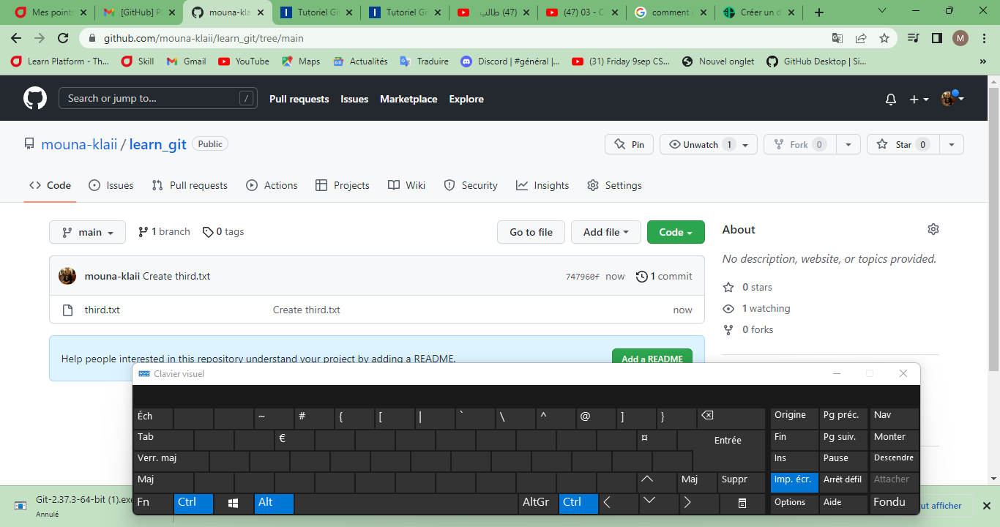 Mes points
[GitHub] P
mouna-kla
Tutoriel Gi
Tutoriel Gi
(47) طالب
(47) 03 - C
comment
Créer un d
github.com/mouna-klaii/learn_git/tree/main
M
Learn Platform - Th...
Skill
Gmail
YouTube
Maps
Actualités
Traduire
Discord | #général |...
(31) Friday 9sep CS...
Nouvel onglet
GitHub Desktop | Si...
»
Search or jump to...
/
Pull requests
Issues
Marketplace
Explore
mouna-klaii / learn_git
Public
Pin
Unwatch 1
Fork 0
Star 0
Code
Issues
Pull requests
Actions
Projects
Wiki
Security
Insights
Settings
main
1 branch
0 tags
Go to file
Add file
Code
About
No description, website, or topics provided.
mouna-klaii Create third.txt
747960f now
1 commit
0 stars
third.txt
Create third.txt
now
1 watching
0 forks
Help people interested in this repository understand your project by adding a README.
Add a README
Clavier visuel
Éch ~ # { [ | ` \ ^ @ ] } Origine Pg préc. Nav
Tab € ¤ Entrée Fin Pg suiv. Monter
Verr. maj Ins Pause Descendre
Maj Maj Suppr Imp. écr. Arrêt défil Attacher
Fn Ctrl Alt AltGr Ctrl Options Aide Fondu
Git-2.37.3-64-bit (1).exe
Annulé
ut afficher